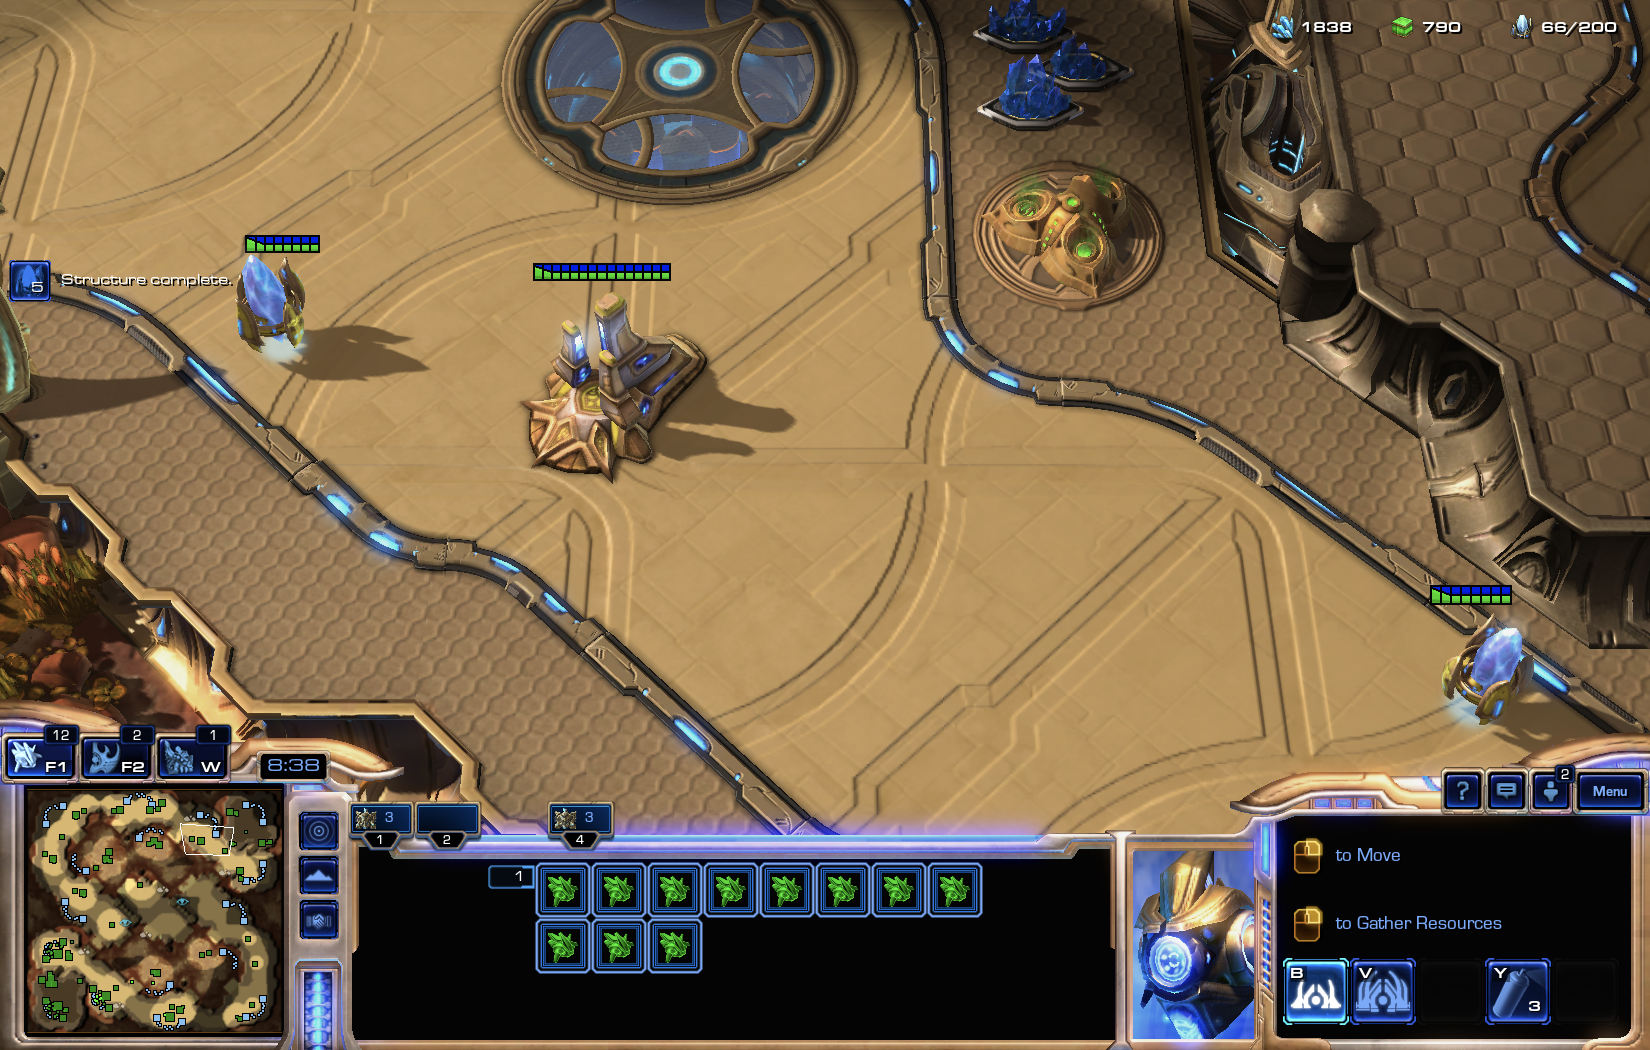 1838 790 66/200
5 Structure complete.
12 2 1
F1 F2 W
8:38
3 3
1 2 4
1
? 2 Menu
to Move
to Gather Resources
B V Y
3